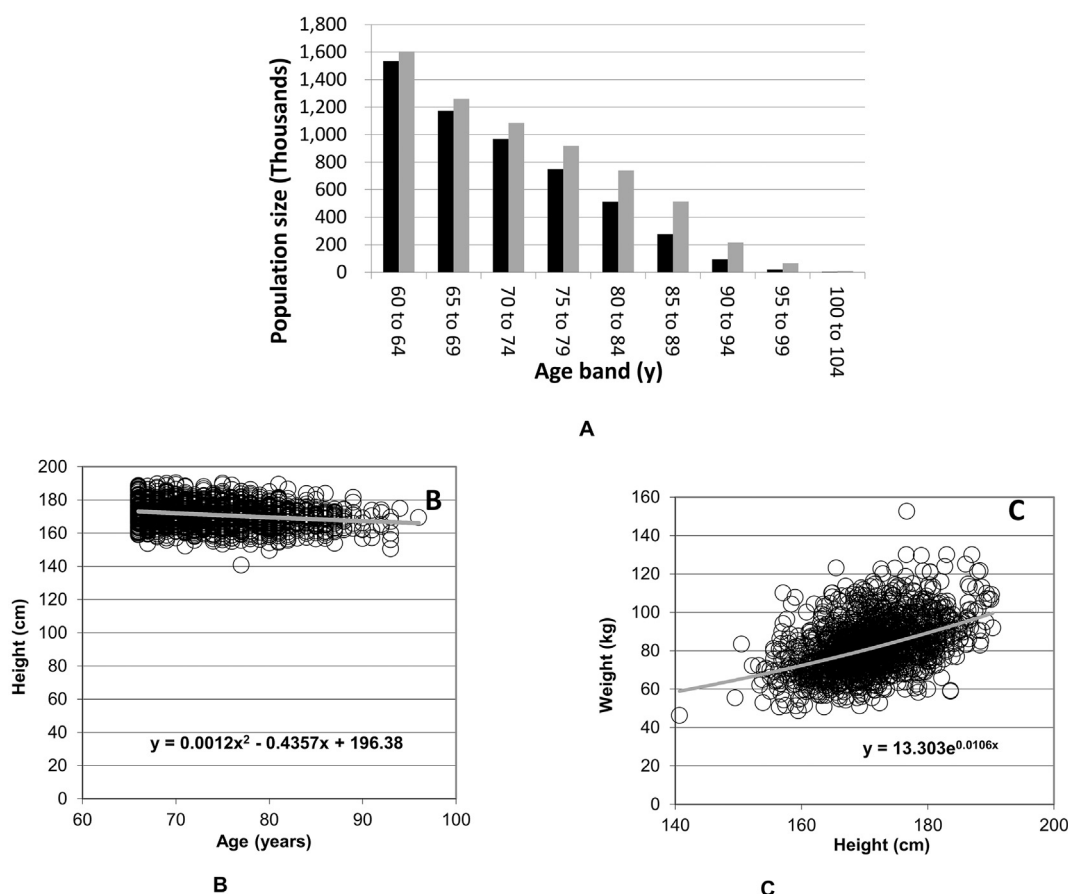 1,800
1,600
1,400
1,200
1,000
800
600
400
200
0
Population size (Thousands)
60 to 64
65 to 69
70 to 74
75 to 79
80 to 84
85 to 89
90 to 94
95 to 99
100 to 104
Age band (y)
A
200
180
160
140
120
100
80
60
40
20
0
Height (cm)
B
y = 0.0012x² - 0.4357x + 196.38
60 70 80 90 100
Age (years)
B
160
140
120
100
80
60
40
20
0
Weight (kg)
C
y = 13.303e^0.0106x
140 160 180 200
Height (cm)
C